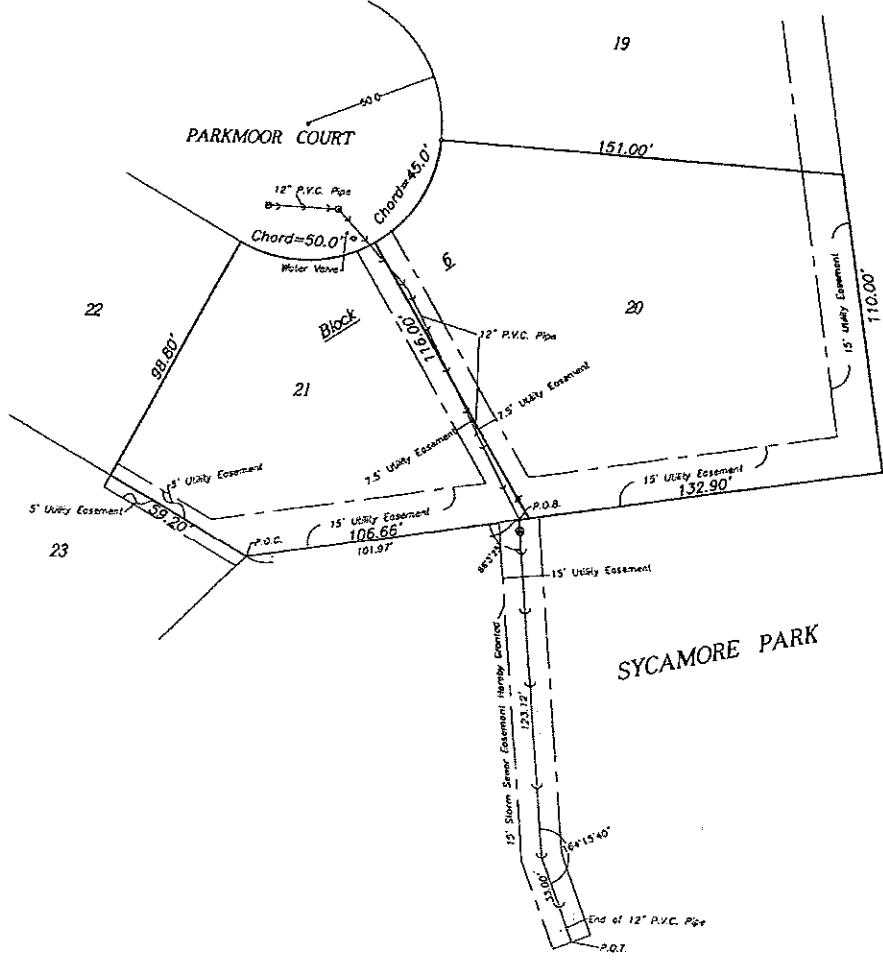 19
50.0
PARKMOOR COURT
151.00'
12" P.V.C. Pipe
Chord=45.0'
Chord=50.0'
Water Valve
6
22
Block
20
15' Utility Easement
110.00'
98.80'
116.00'
12" P.V.C. Pipe
21
7.5' Utility Easement
7.5' Utility Easement
5' Utility Easement
15' Utility Easement
132.90'
5' Utility Easement
59.20'
15' Utility Easement
P.O.B.
106.66'
P.O.C.
101.97'
23
15' Utility Easement
15' Storm Sewer Easement Hereby Granted
SYCAMORE PARK
123.12'
164°15'40"
33.00'
End of 12" P.V.C. Pipe
P.O.T.